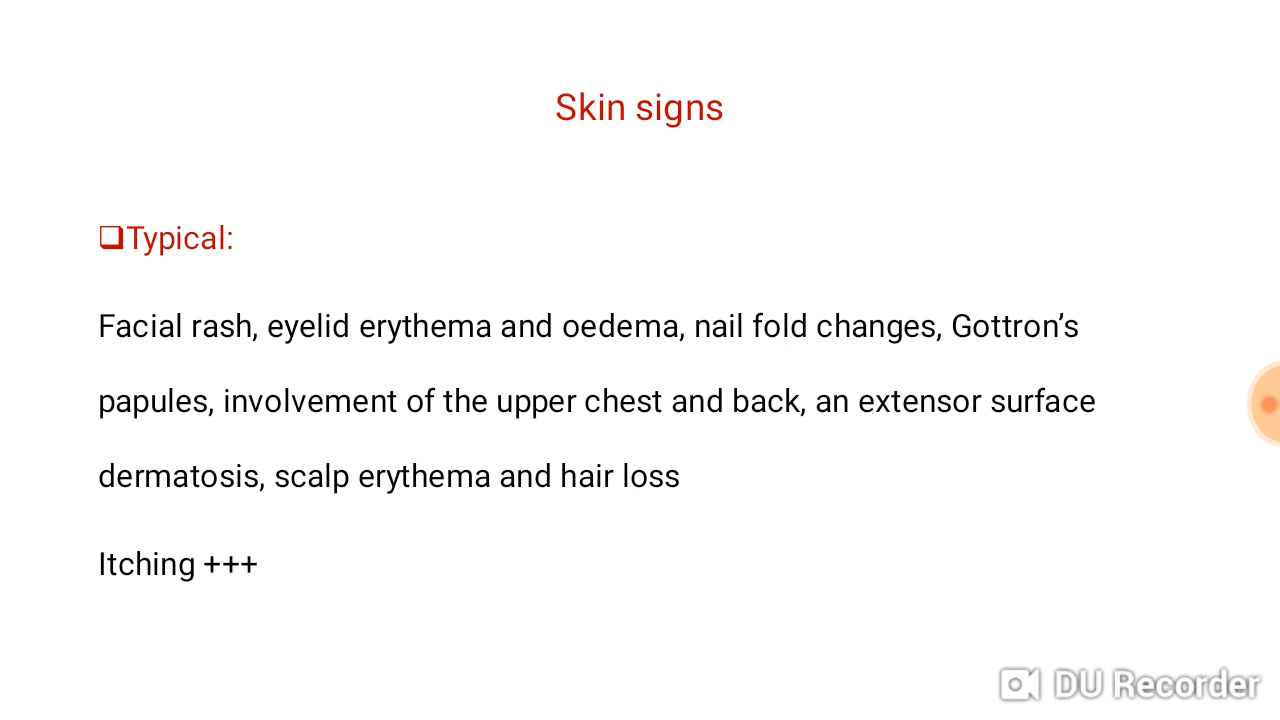 Skin signs
❑Typical:
Facial rash, eyelid erythema and oedema, nail fold changes, Gottron’s
papules, involvement of the upper chest and back, an extensor surface
dermatosis, scalp erythema and hair loss
Itching +++
DU Recorder